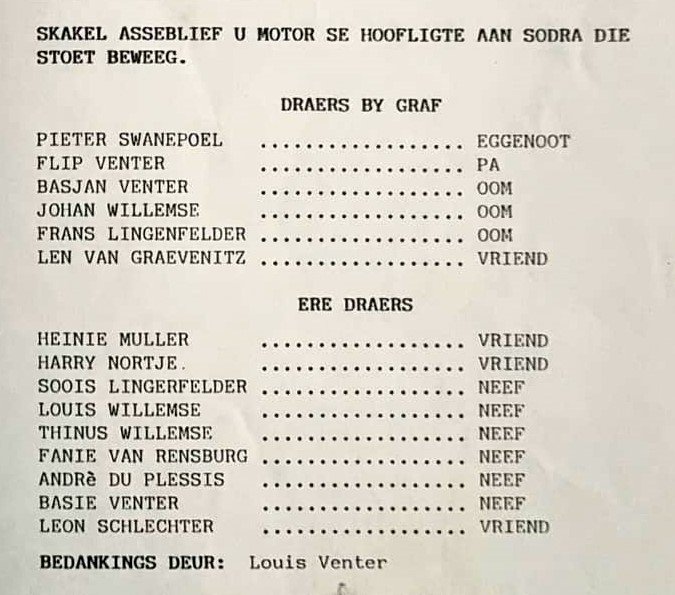 SKAKEL ASSEBLIEF U MOTOR SE HOOFLIGTE AAN SODRA DIE
STOET BEWEEG.
DRAERS BY GRAF
PIETER SWANEPOEL .................. EGGENOOT
FLIP VENTER .................. PA
BASJAN VENTER .................. OOM
JOHAN WILLEMSE .................. OOM
FRANS LINGENFELDER .................. OOM
LEN VAN GRAEVENITZ .................. VRIEND
ERE DRAERS
HEINIE MULLER .................. VRIEND
HARRY NORTJE. .................. VRIEND
SOOIS LINGERFELDER .................. NEEF
LOUIS WILLEMSE .................. NEEF
THINUS WILLEMSE .................. NEEF
FANIE VAN RENSBURG .................. NEEF
ANDRè DU PLESSIS .................. NEEF
BASIE VENTER .................. NEEF
LEON SCHLECHTER .................. VRIEND
BEDANKINGS DEUR: Louis Venter